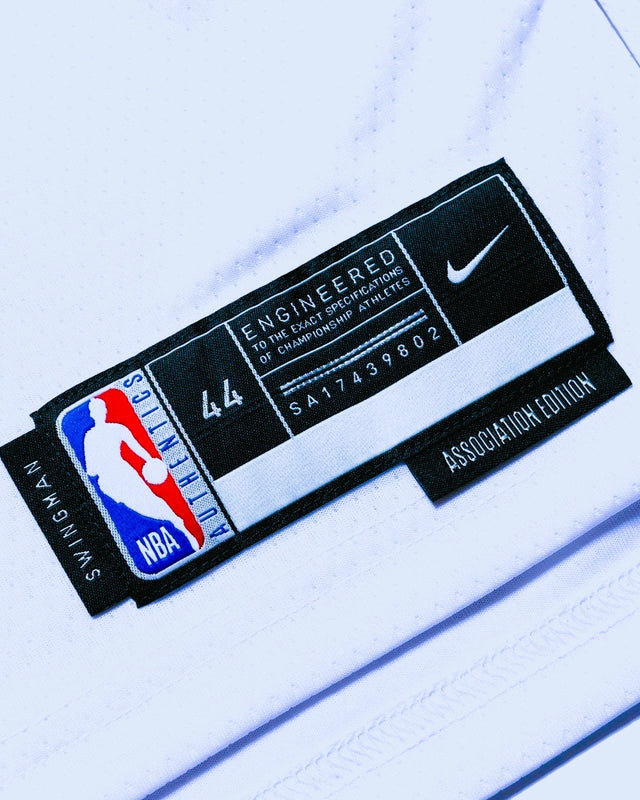 SWINGMAN
NBA
AUTHENTICS
44
ENGINEERED
TO THE EXACT SPECIFICATIONS
OF CHAMPIONSHIP ATHLETES
SA17439802
ASSOCIATION EDITION